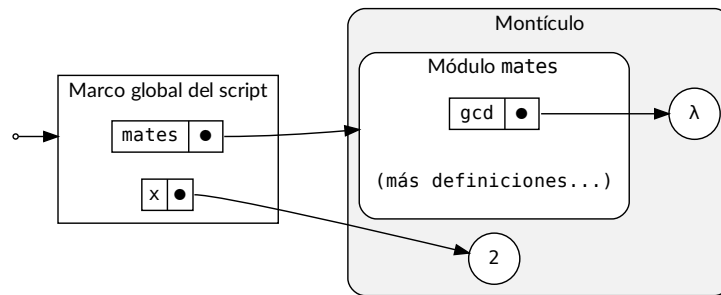 Montículo
Módulo mates
Marco global del script
gcd
λ
mates
x
(más definiciones...)
2